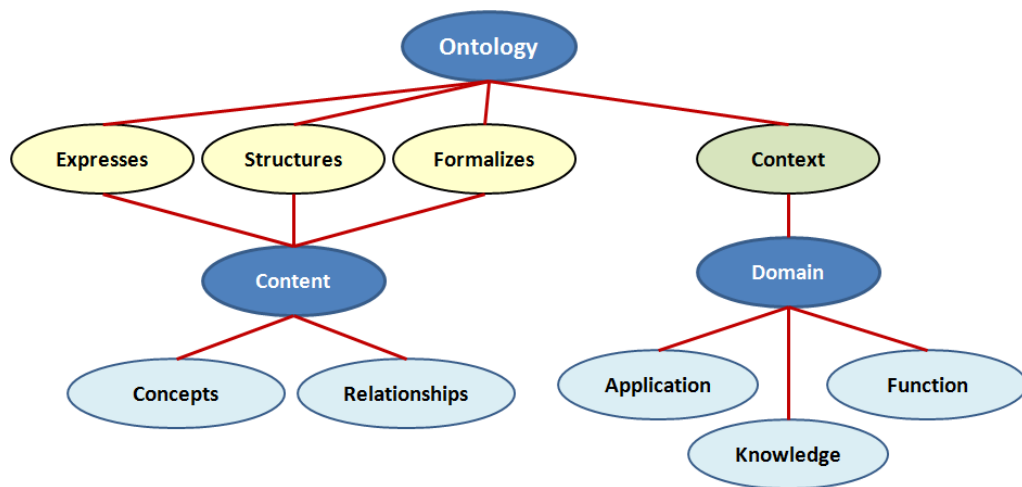 Ontology
Expresses
Structures
Formalizes
Context
Content
Domain
Concepts
Relationships
Application
Function
Knowledge